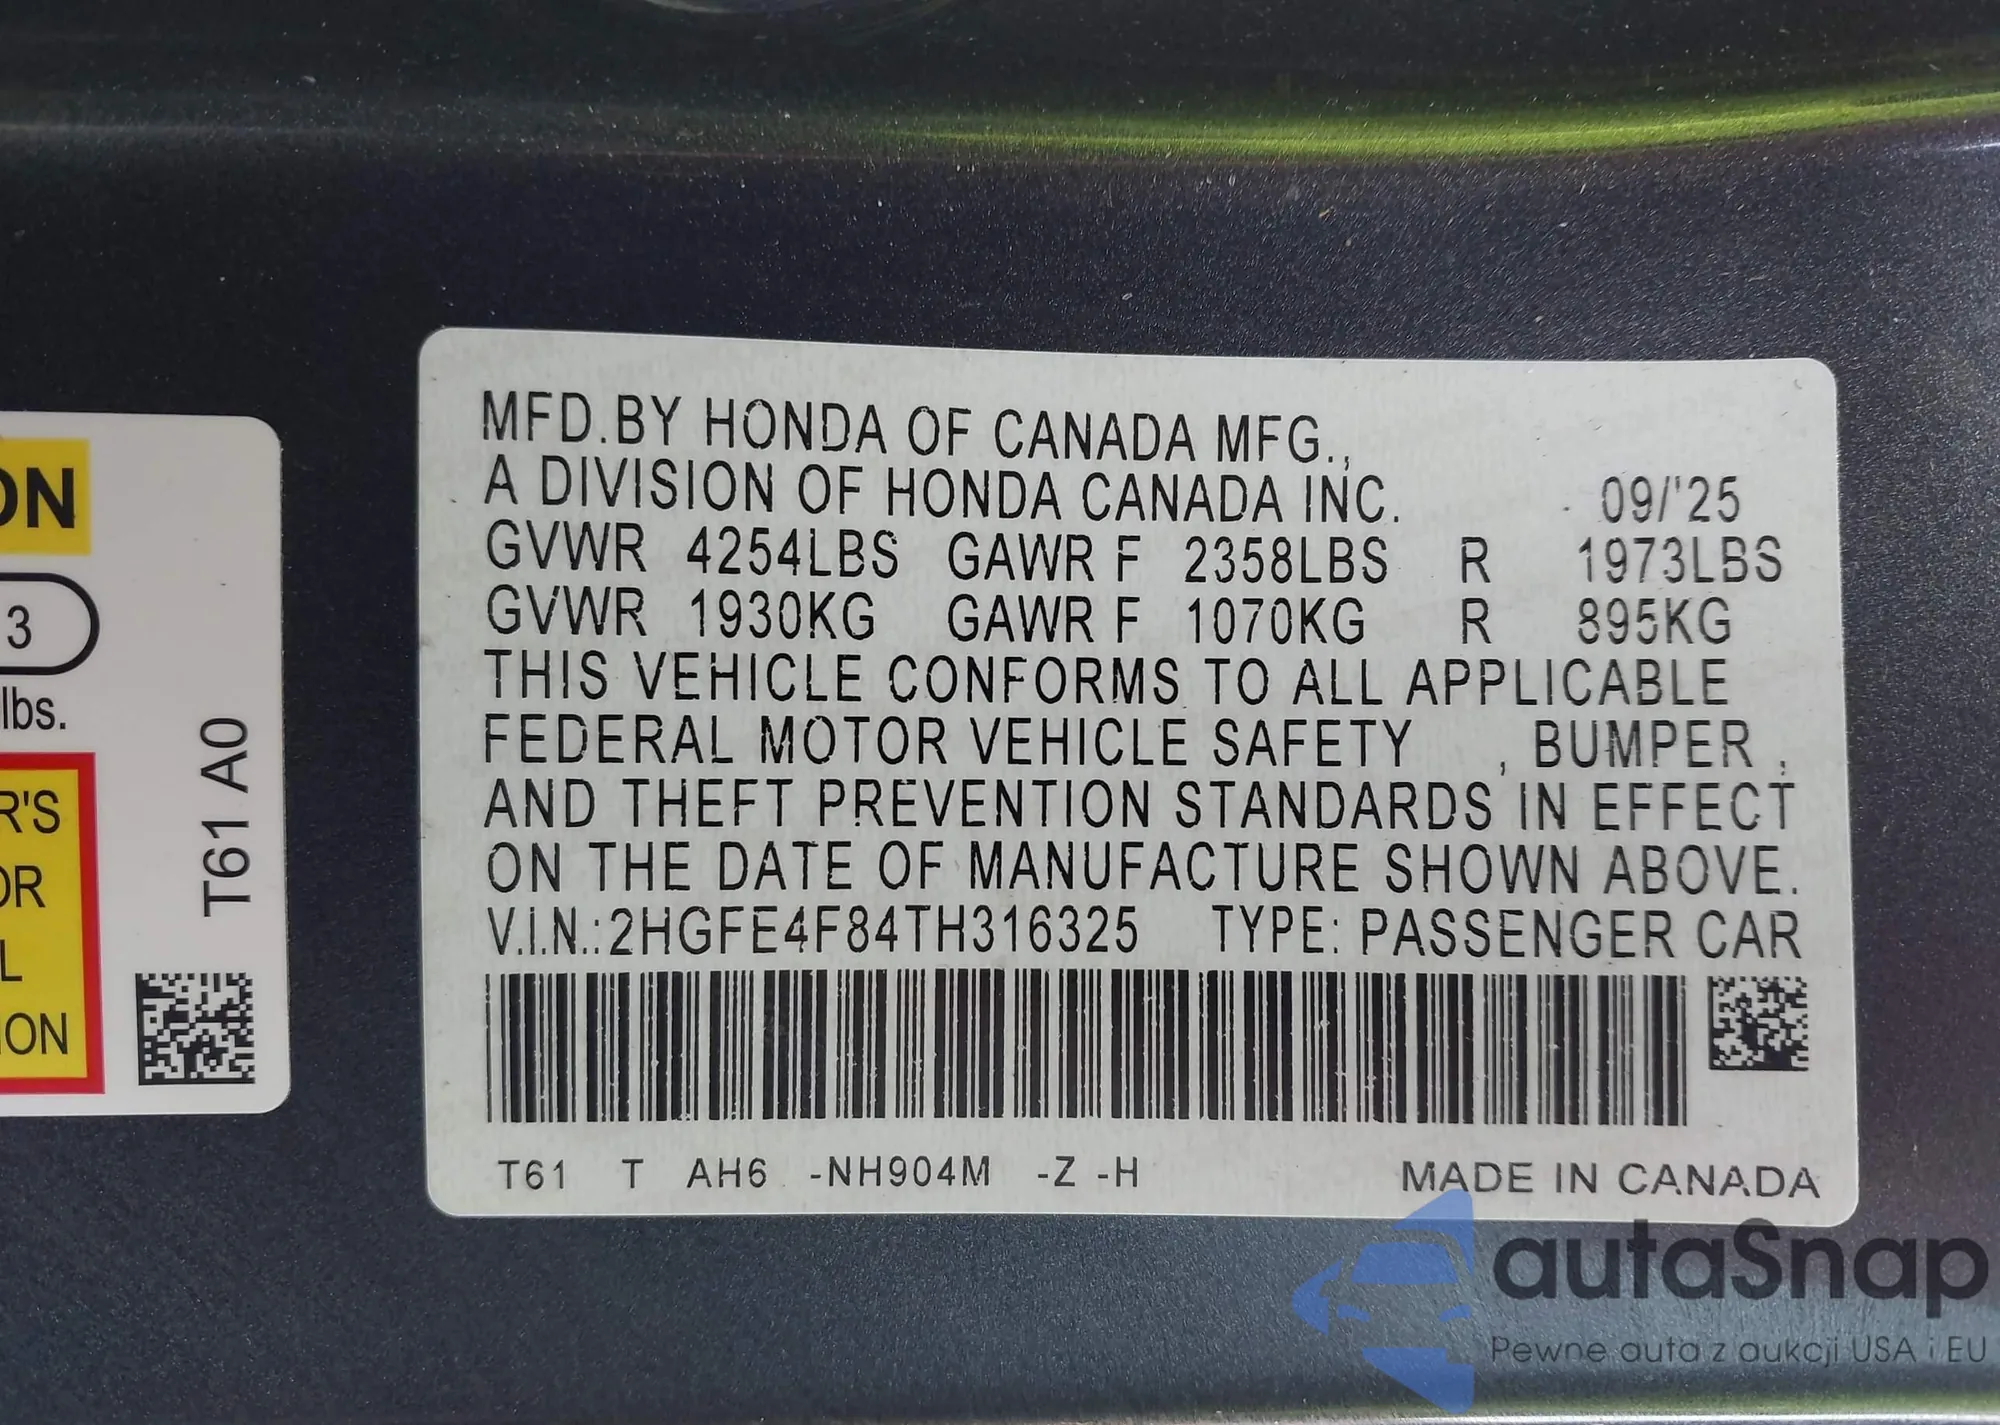 MFD.BY HONDA OF CANADA MFG.,
A DIVISION OF HONDA CANADA INC. 09/'25
GVWR 4254LBS GAWR F 2358LBS R 1973LBS
GVWR 1930KG GAWR F 1070KG R 895KG
THIS VEHICLE CONFORMS TO ALL APPLICABLE
FEDERAL MOTOR VEHICLE SAFETY , BUMPER ,
AND THEFT PREVENTION STANDARDS IN EFFECT
ON THE DATE OF MANUFACTURE SHOWN ABOVE.
V.I.N.:2HGFE4F84TH316325 TYPE: PASSENGER CAR
T61 T AH6 -NH904M -Z -H MADE IN CANADA
ON
3
lbs.
R'S
OR
L
ION
T61 A0
autaSnap
Pewne auta z aukcji USA i EU